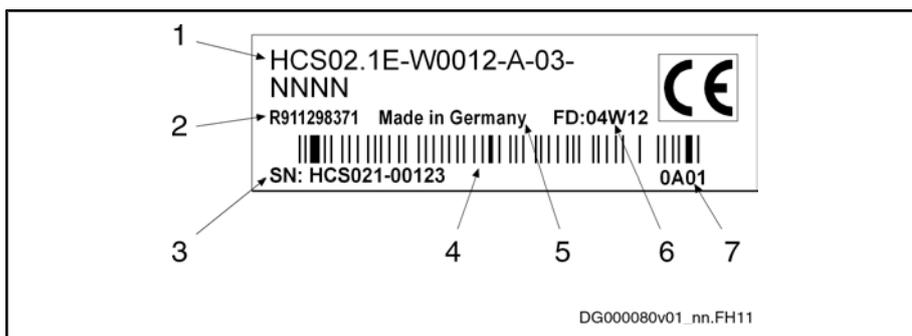 1
HCS02.1E-W0012-A-03-
NNNN
2 R911298371 Made in Germany FD:04W12
CE
3 SN: HCS021-00123 0A01
4 5 6 7
DG000080v01_nn.FH11